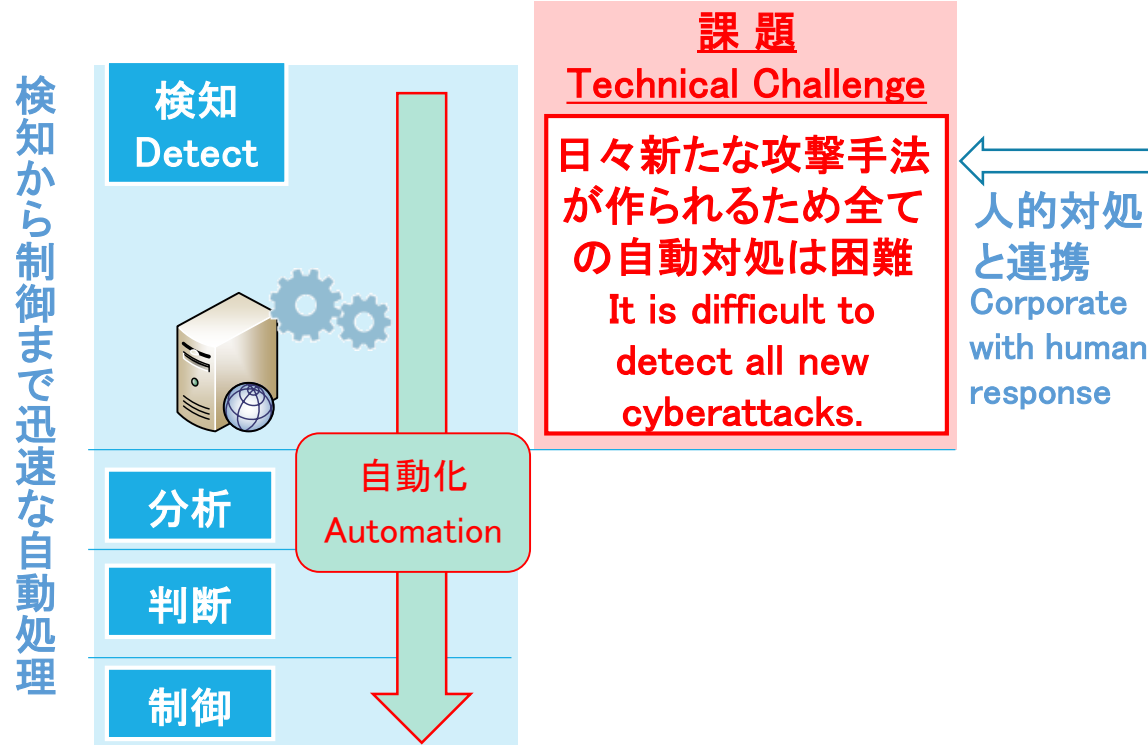 検知から制御まで迅速な自動処理
検知
Detect
課 題
Technical Challenge
日々新たな攻撃手法
が作られるため全て
の自動対処は困難
It is difficult to
detect all new
cyberattacks.
人的対処
と連携
Corporate
with human
response
自動化
Automation
分析
判断
制御